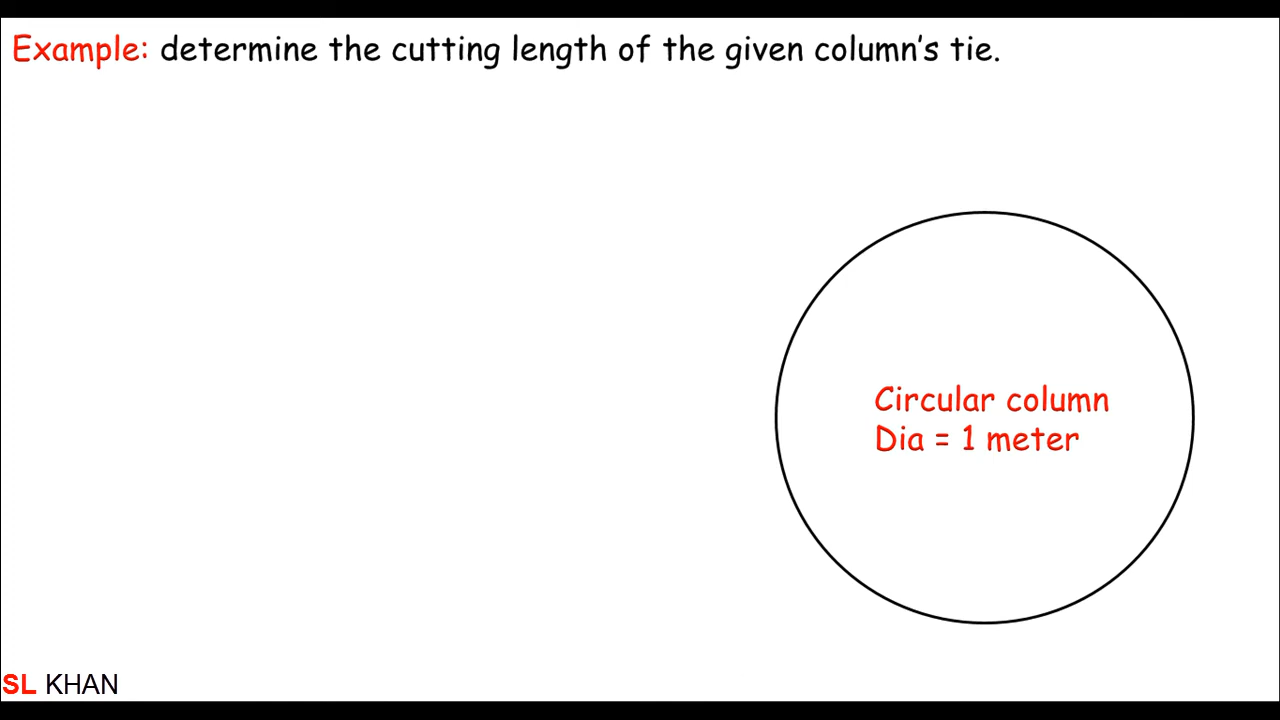 Example: determine the cutting length of the given column's tie.
Circular column
Dia = 1 meter
SL KHAN